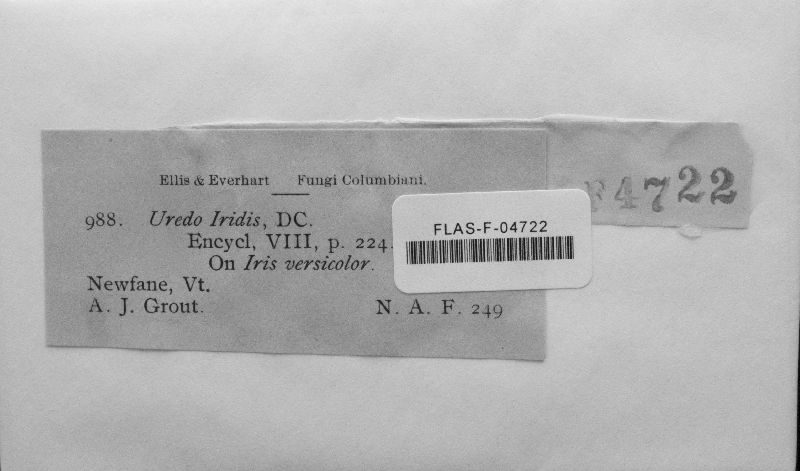 Ellis & Everhart Fungi Columbiani.
988. Uredo Iridis, DC.
Encycl, VIII, p. 224.
On Iris versicolor.
Newfane, Vt.
A. J. Grout. N. A. F. 249
FLAS-F-04722
F4722